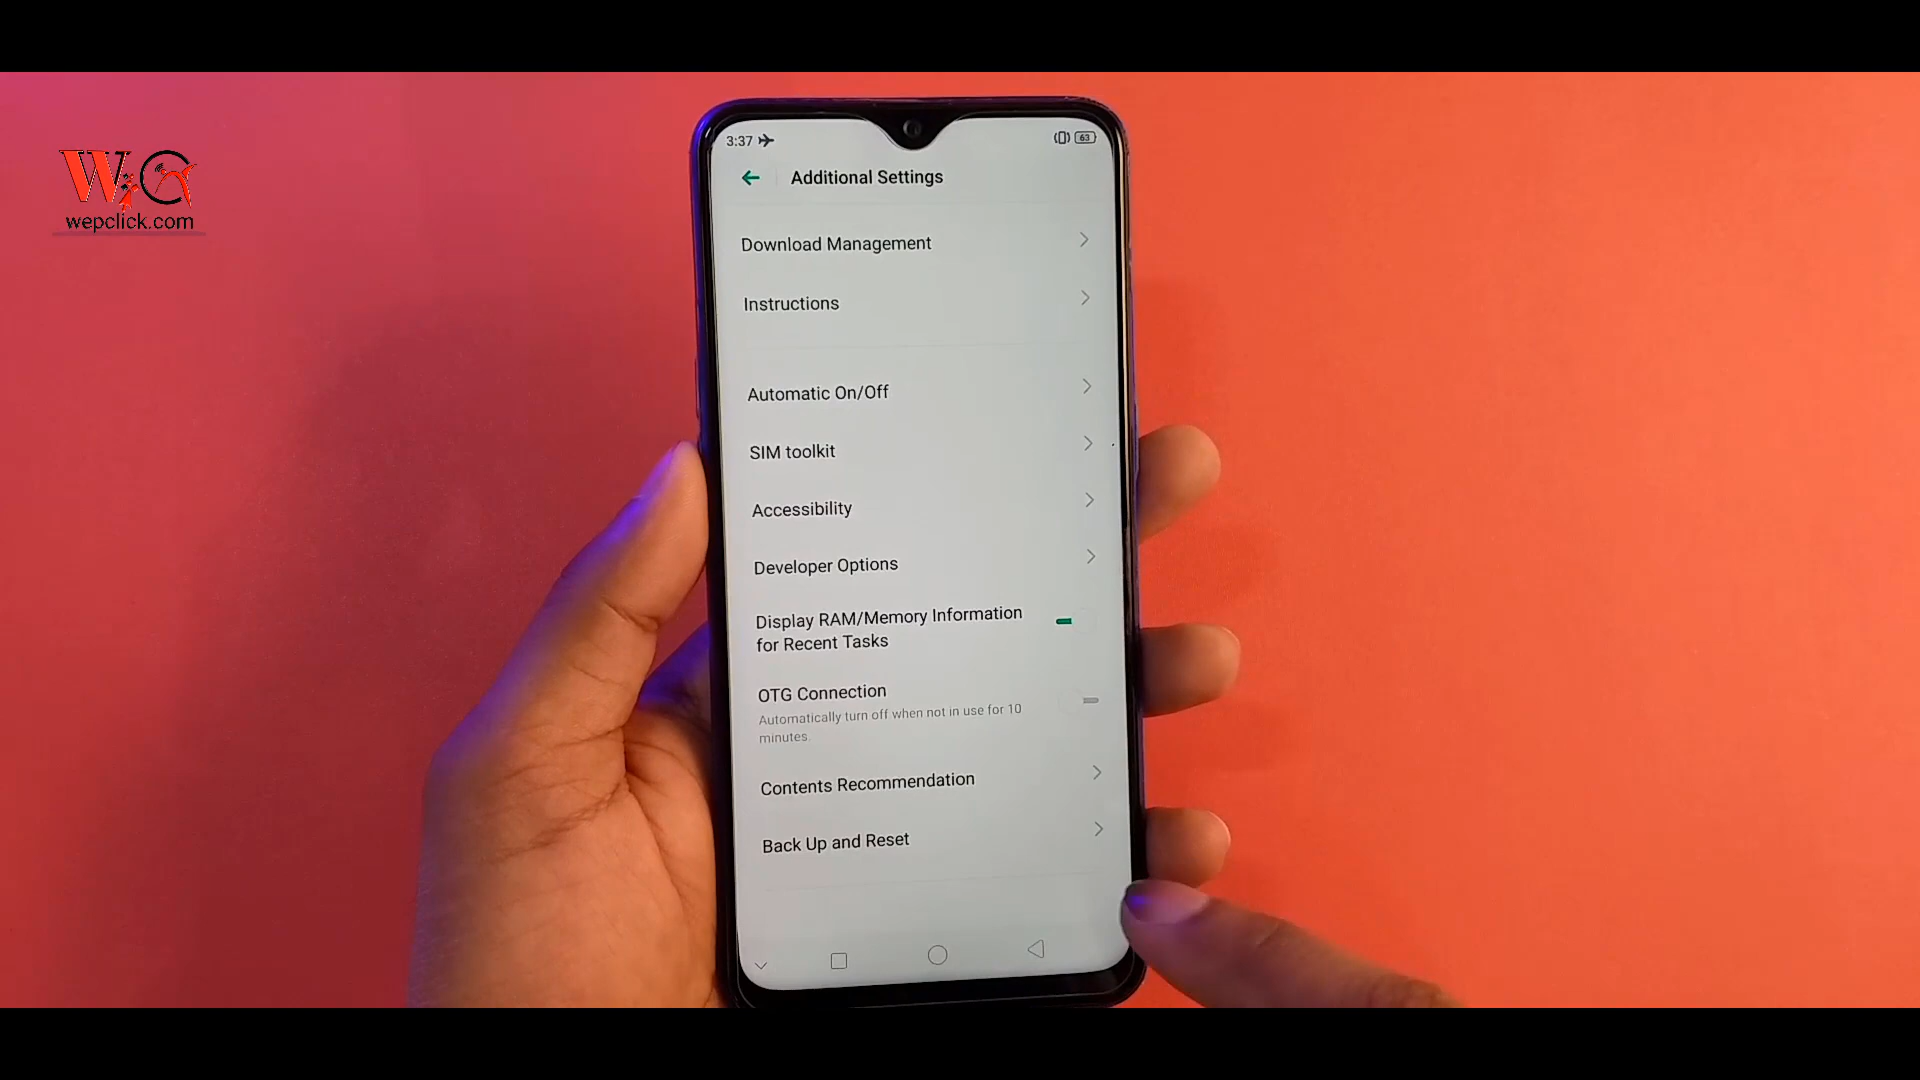 3:37
63
Additional Settings
wepclick.com
Download Management
Instructions
Automatic On/Off
SIM toolkit
Accessibility
Developer Options
Display RAM/Memory Information
for Recent Tasks
OTG Connection
Automatically turn off when not in use for 10
minutes.
Contents Recommendation
Back Up and Reset